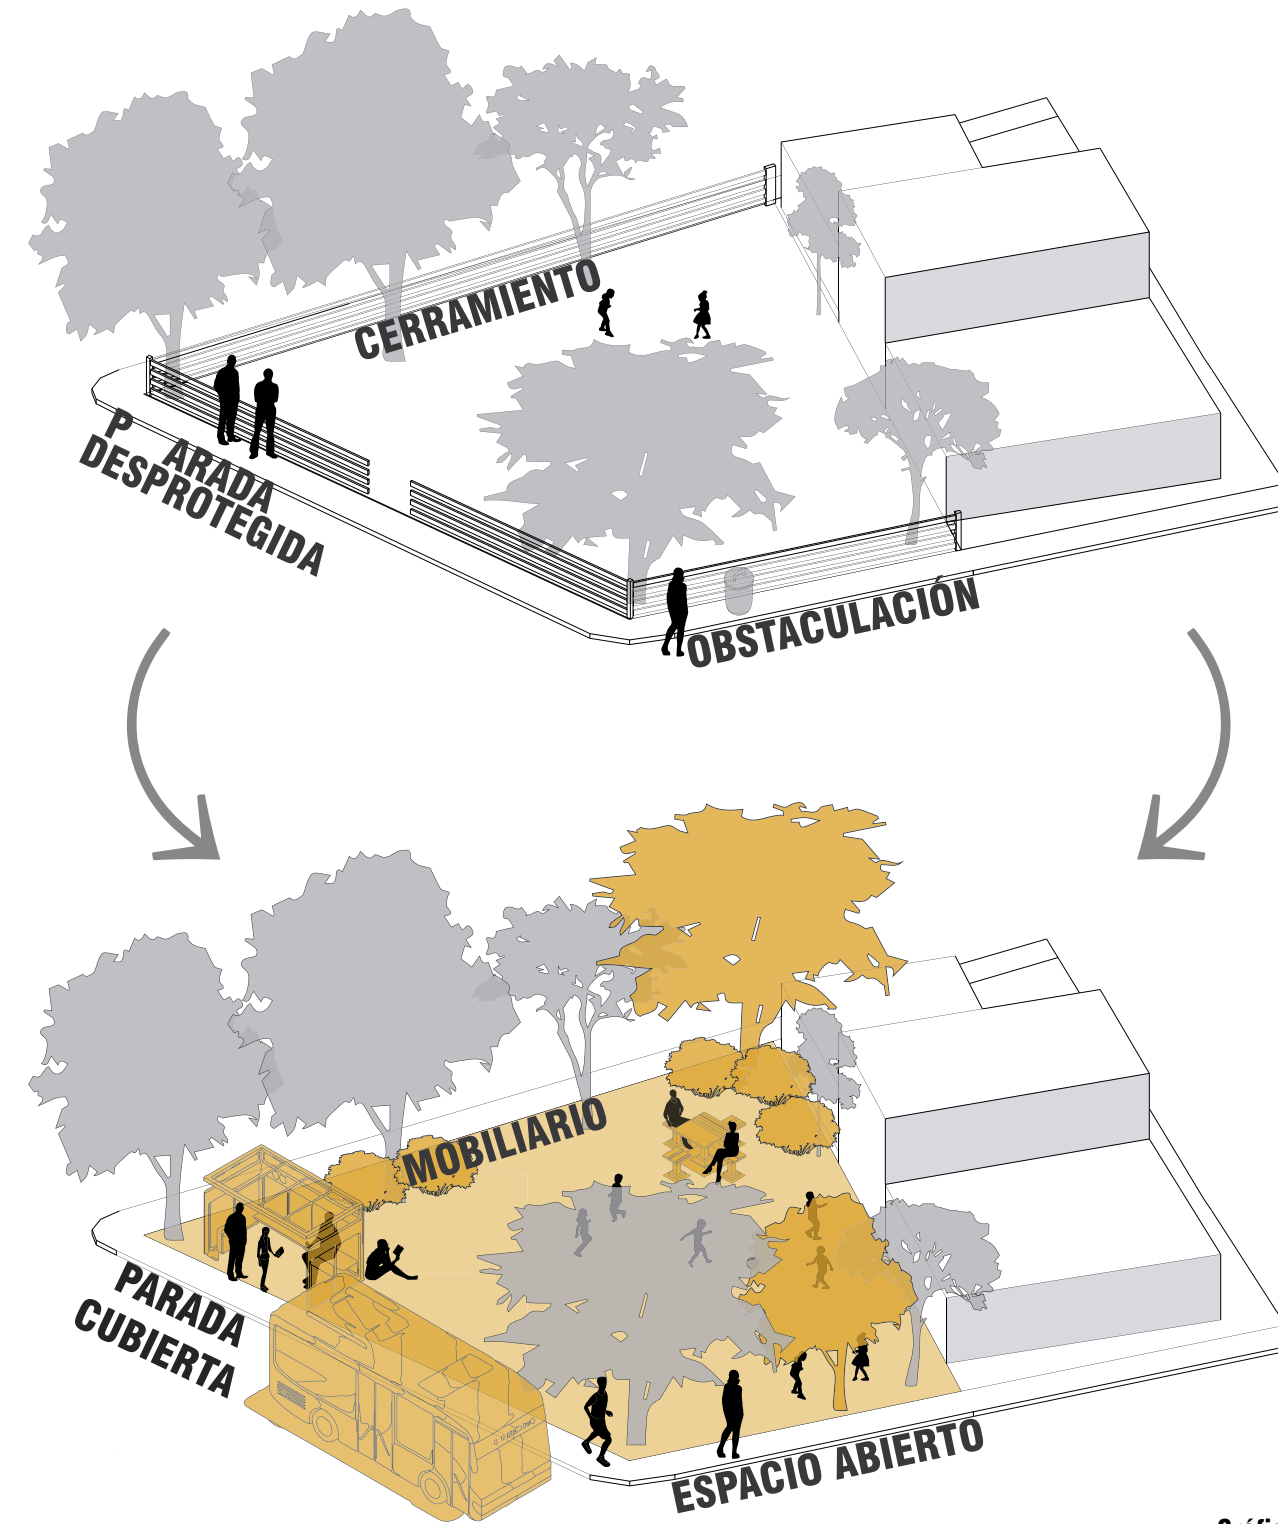 CERRAMIENTO
P ARADA
DESPROTEGIDA
OBSTACULACIÓN
MOBILIARIO
PARADA
CUBIERTA
ESPACIO ABIERTO